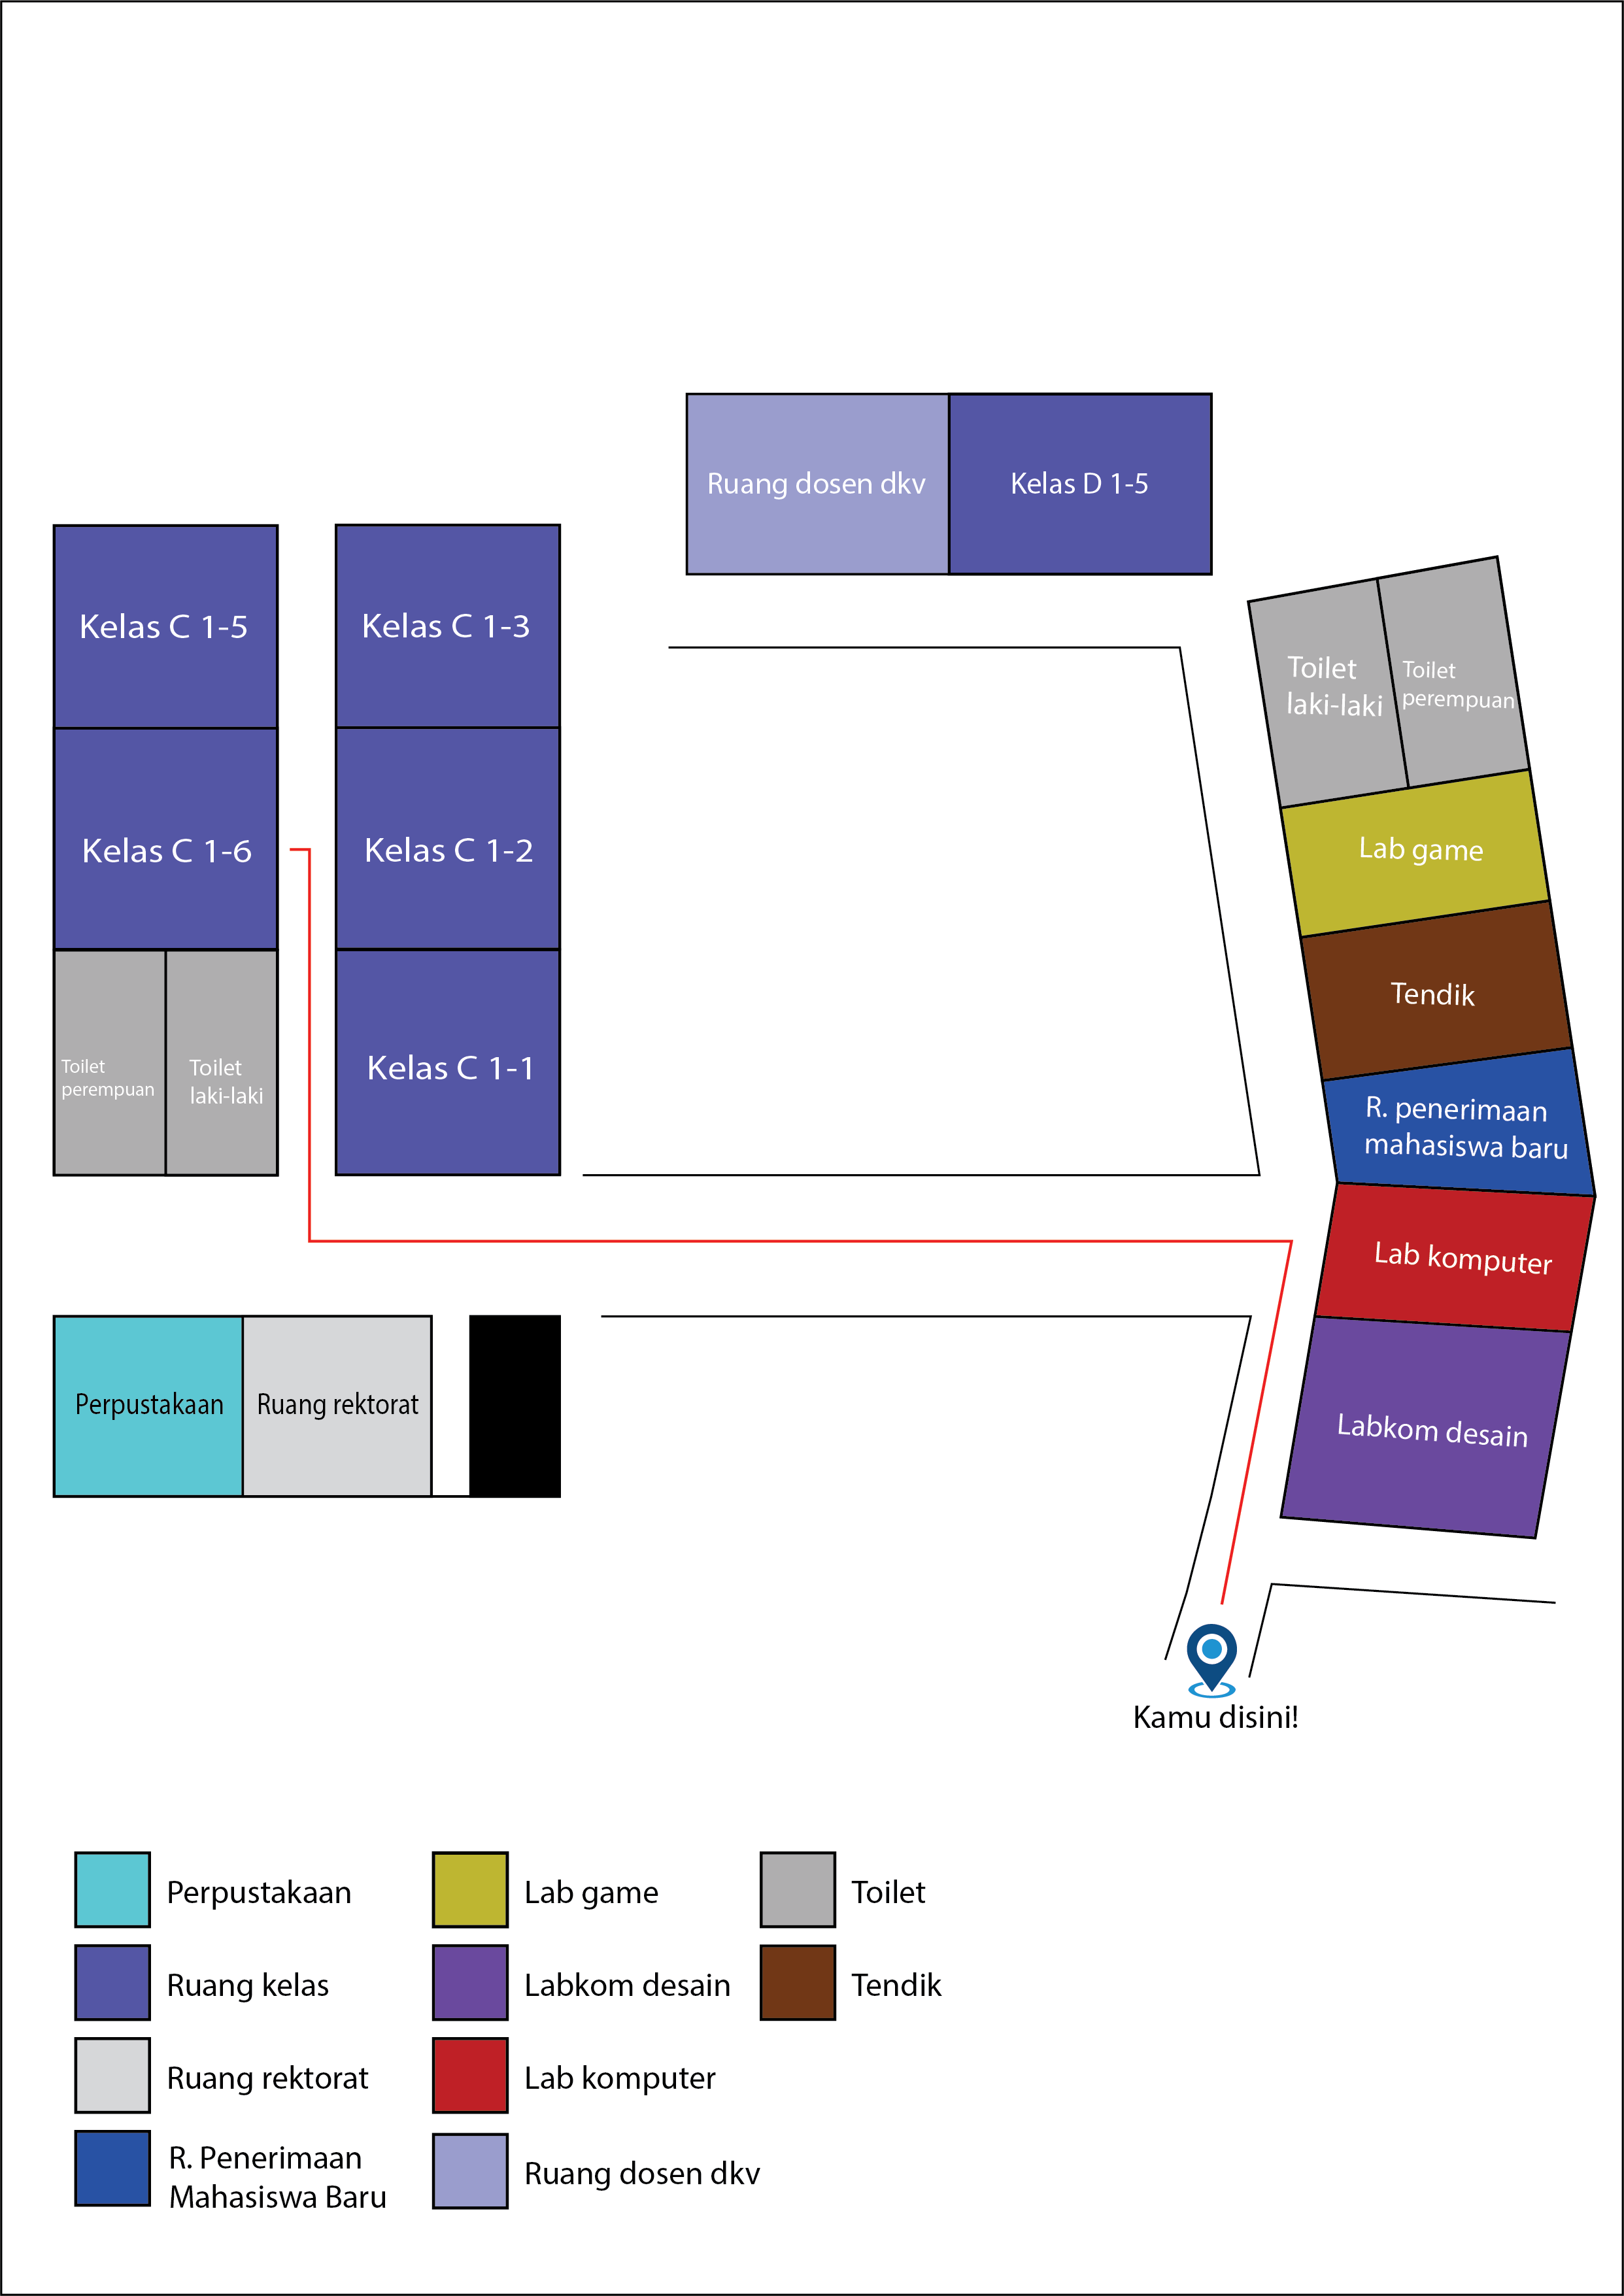 Ruang dosen dkv
Kelas D 1-5
Kelas C 1-5
Kelas C 1-3
Toilet
laki-laki
Toilet
perempuan
Kelas C 1-6
Kelas C 1-2
Lab game
Tendik
Toilet
perempuan
Toilet
laki-laki
Kelas C 1-1
R. penerimaan
mahasiswa baru
Lab komputer
Perpustakaan
Ruang rektorat
Labkom desain
Kamu disini!
Perpustakaan
Ruang kelas
Ruang rektorat
R. Penerimaan
Mahasiswa Baru
Lab game
Labkom desain
Lab komputer
Ruang dosen dkv
Toilet
Tendik